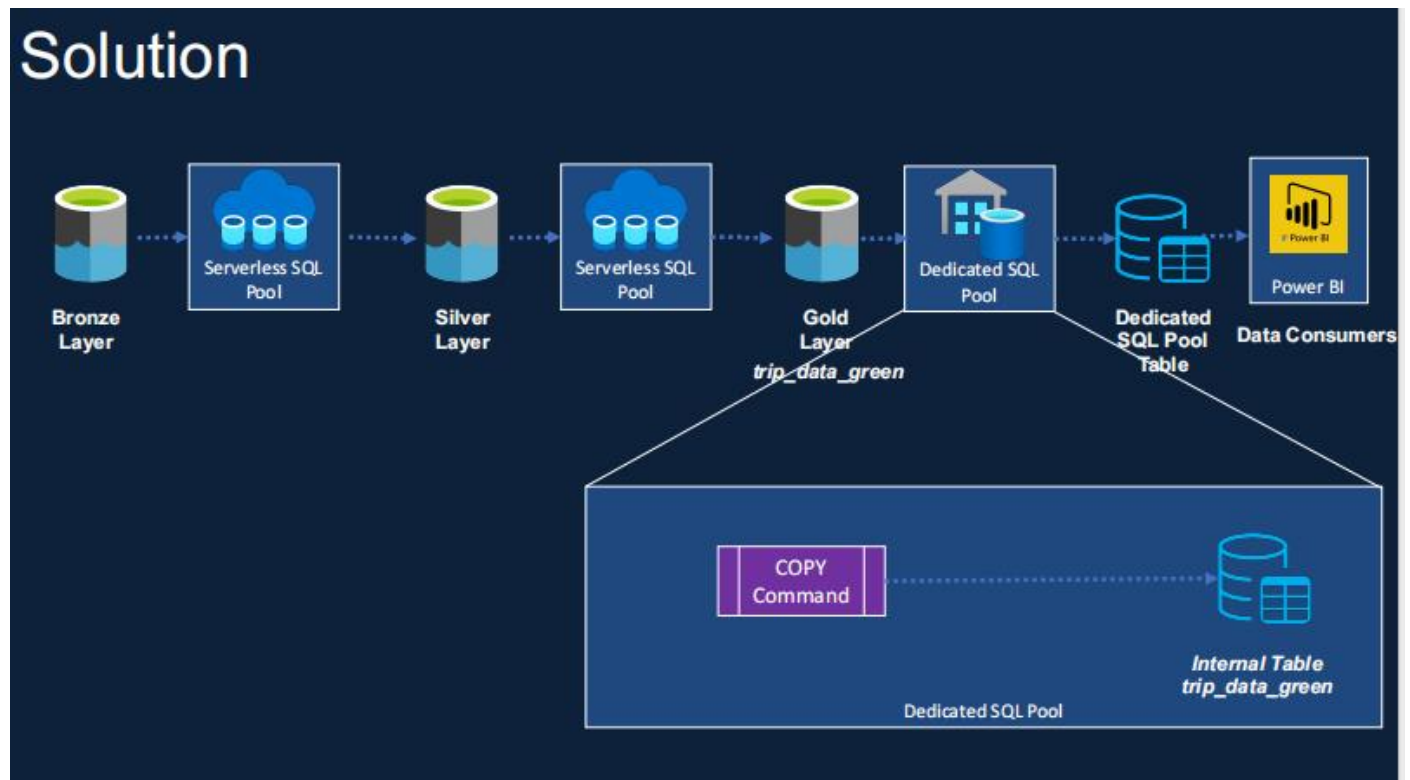 Solution
Serverless SQL
Pool
Serverless SQL
Pool
Dedicated SQL
Pool
Power BI
Power BI
Bronze
Layer
Silver
Layer
Gold
Layer
trip_data_green
Dedicated
SQL Pool
Table
Data Consumers
COPY
Command
Internal Table
trip_data_green
Dedicated SQL Pool